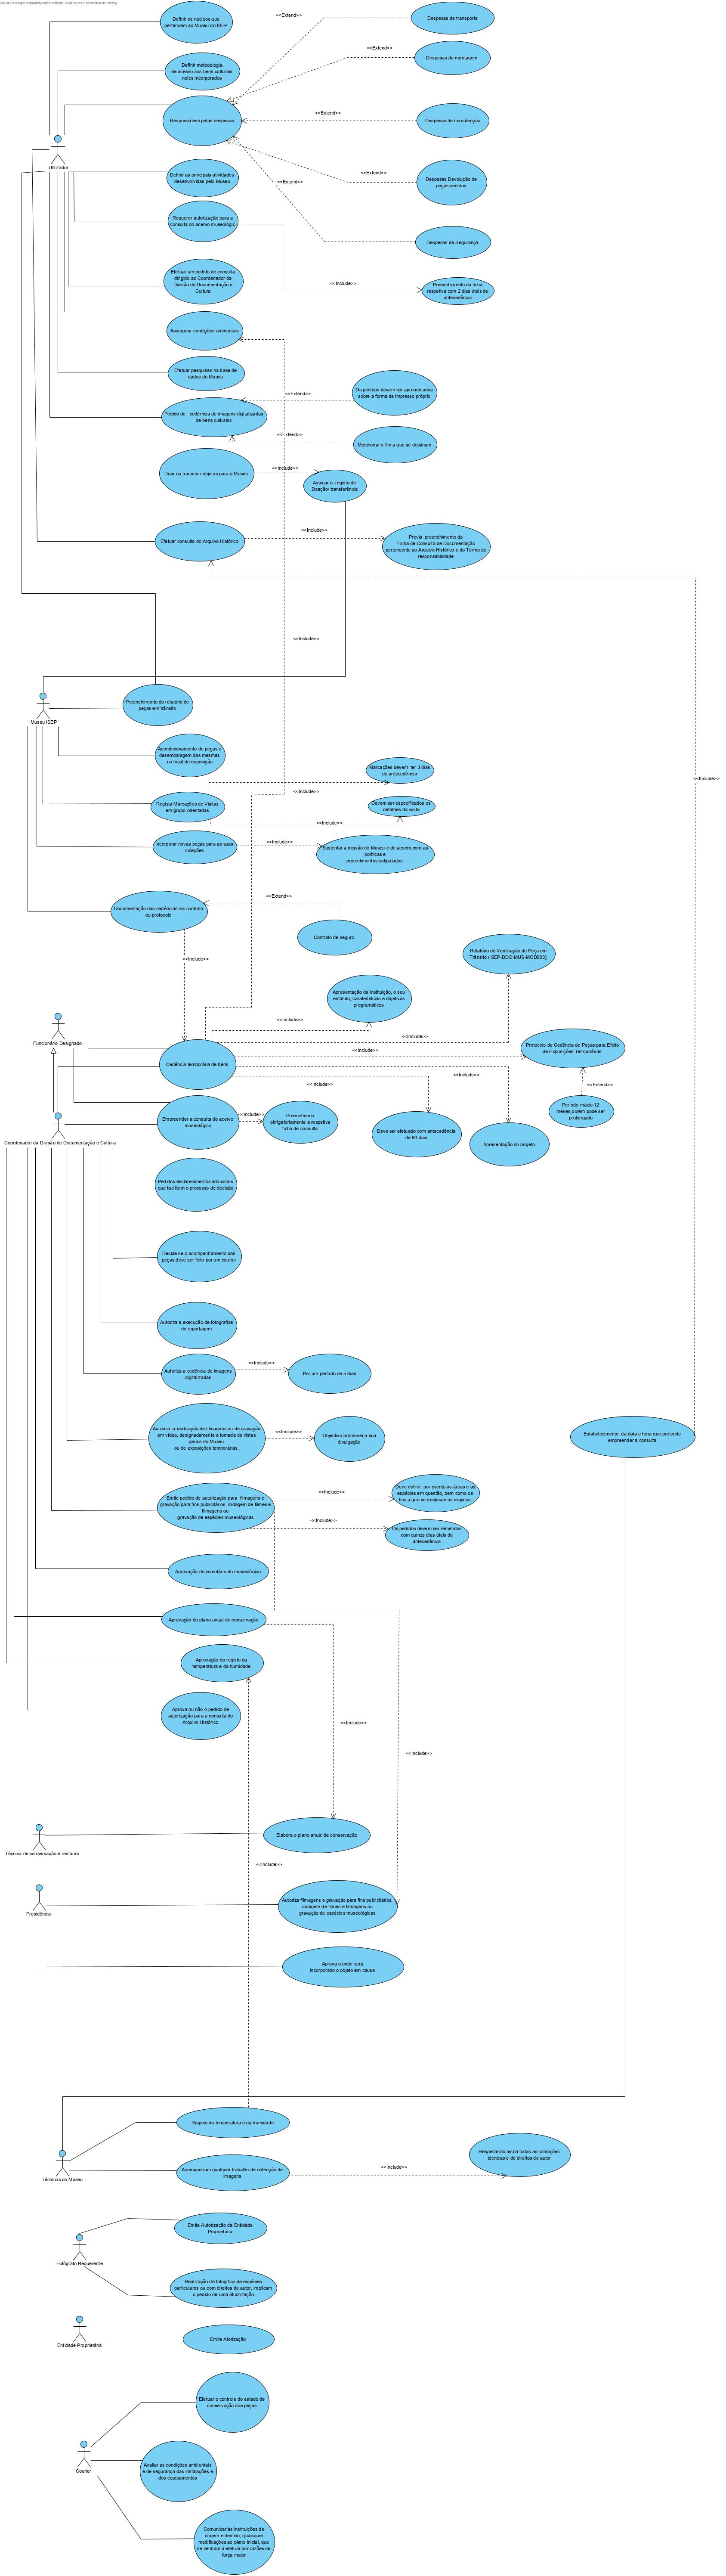 Visual Paradigm Standard(Pedro(Instituto Superior de Engenharia do Porto))
Definir os núcleos que
pertencem ao Museu do ISEP
Definir metodologia
de acesso aos bens culturais
neles incorporados
Responsáveis pelas despesas
Utilizador
Definir as principais atividades
desenvolvidas pelo Museu
Requerer autorização para a
consulta do acervo museológic
Efetuar um pedido de consulta
dirigido ao Coordenador da
Divisão de Documentação e
Cultura
Assegurar condições ambientais
Efetuar pesquisas na base de
dados do Museu
Pedido de cedência de imagens digitalizadas
de bens culturais
Doar ou transferir objetos para o Museu
Assinar o registo de
Doação/ transferência
Efetuar consulta do Arquivo Histórico
<<Extend>>
Despesas de transporte
<<Extend>>
Despesas de montagem
<<Extend>>
Despesas de manutenção
<<Extend>>
Despesas Devolução de
peças cedidas
Despesas de Segurança
<<Include>>
Preenchimento da ficha
respetiva com 2 dias úteis de
antecedência
<<Extend>>
Os pedidos devem ser apresentados
sobre a forma de impresso próprio
<<Extend>>
Mencionar o fim a que se destinam
<<Include>>
<<Include>>
Prévia preenchimento da
Ficha de Consulta de Documentação
pertencente ao Arquivo Histórico e do Termo de
responsabilidade
<<Include>>
<<Include>>
Museu ISEP
Preenchimento do relatório de
peças em trânsito
Acondicionamento de peças e
desembalagem das mesmas
no local de exposição
Regista Marcações de Visitas
em grupo orientadas
Marcações devem ter 3 dias
de antecedência
<<Include>>
Devem ser especificados os
detalhes da visita
<<Include>>
Incorporar novas peças para as suas
coleções
<<Include>>
Sustentar a missão do Museu e de acordo com as
políticas e
procedimentos estipulados.
Documentação das cedências via contrato
ou protocolo
<<Extend>>
Contrato de seguro
<<Include>>
Relatório de Verificação de Peça em
Trânsito (ISEP-DDC-MUS-MOD003);
Apresentação da instituição, o seu
estatuto, caraterísticas e objetivos
programáticos
Funcionário Designado
Cedência temporária de bens
<<Include>>
<<Include>>
<<Include>>
Protocolo de Cedência de Peças para Efeito
de Exposições Temporárias.
<<Include>>
<<Include>>
<<Extend>>
Período máxio 12
meses,porém pode ser
prolongado
Deve ser efetuado com antecedência
de 90 dias
Apresentação do projeto
Coordenador da Divisão de Documentação e Cultura
Empreender a consulta do acervo
museológico
<<Include>>
Preenchendo
obrigatoriamente a respetiva
ficha de consulta
Pedidos esclarecimentos adicionais
que facilitem o processo de decisão
Decide se o acompanhamento das
peças deve ser feito por um courier
Autoriza a execução de fotografias
de reportagem
Autoriza a cedência de imagens
digitalizadas
<<Include>>
Por um período de 5 dias
Autoriza a realização de filmagens ou de gravação
em vídeo, designadamente a tomada de vistas
gerais do Museu
ou de exposições temporárias,
<<Include>>
Objectivo promover a sua
divulgação
Estabelecimento da data e hora que pretende
empreender a consulta
Emite pedido de autorização para filmagens e
gravação para fins publicitários, rodagem de filmes e
filmagens ou
gravação de espécies museológicas
<<Include>>
Deve definir por escrito as áreas e as
espécies em questão, bem como os
fins a que se destinam os registos
<<Include>>
Os pedidos devem ser remetidos
com quinze dias úteis de
antecedência
Aprovação do inventário do museológico
Aprovação do plano anual de conservação
Aprovação do registo da
temperatura e da humidade
Aprova ou não o pedido de
autorização para a consulta do
Arquivo Histórico
<<Include>>
<<Include>>
Técnica de conservação e restauro
Elabora o plano anual de conservação
<<Include>>
Presidência
Autoriza filmagens e gravação para fins publicitários,
rodagem de filmes e filmagens ou
gravação de espécies museológicas
Aprova o onde será
incorporado o objeto em causa
Técnicos do Museu
Registo da temperatura e da humidade
Acompanham qualquer trabalho de obtenção de
imagens
<<Include>>
Respeitando ainda todas as condições
técnicas e de direitos de autor
Fotógrafo Requerente
Emite Autorização da Entidade
Proprietária
Realização de fotogrfias de espécies
particulares ou com direitos de autor, implicam
o pedido de uma atuorização
Entidade Proprietária
Emite Atorização
Courier
Efetuar o controle do estado de
conservação das peças
Avaliar as condições ambientais
e de segurança das instalações e
dos equipamentos
Comunicar às instituições de
origem e destino, quaisquer
modificações ao plano inicial, que
se venham a efetuar por razões de
força maior